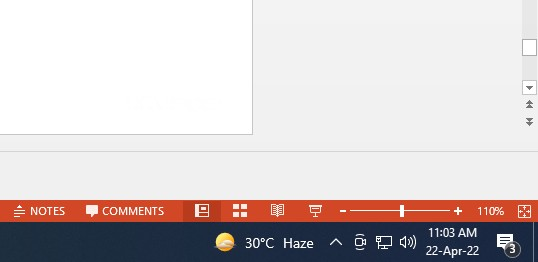 NOTES COMMENTS 110%
30°C Haze 11:03 AM
22-Apr-22 3